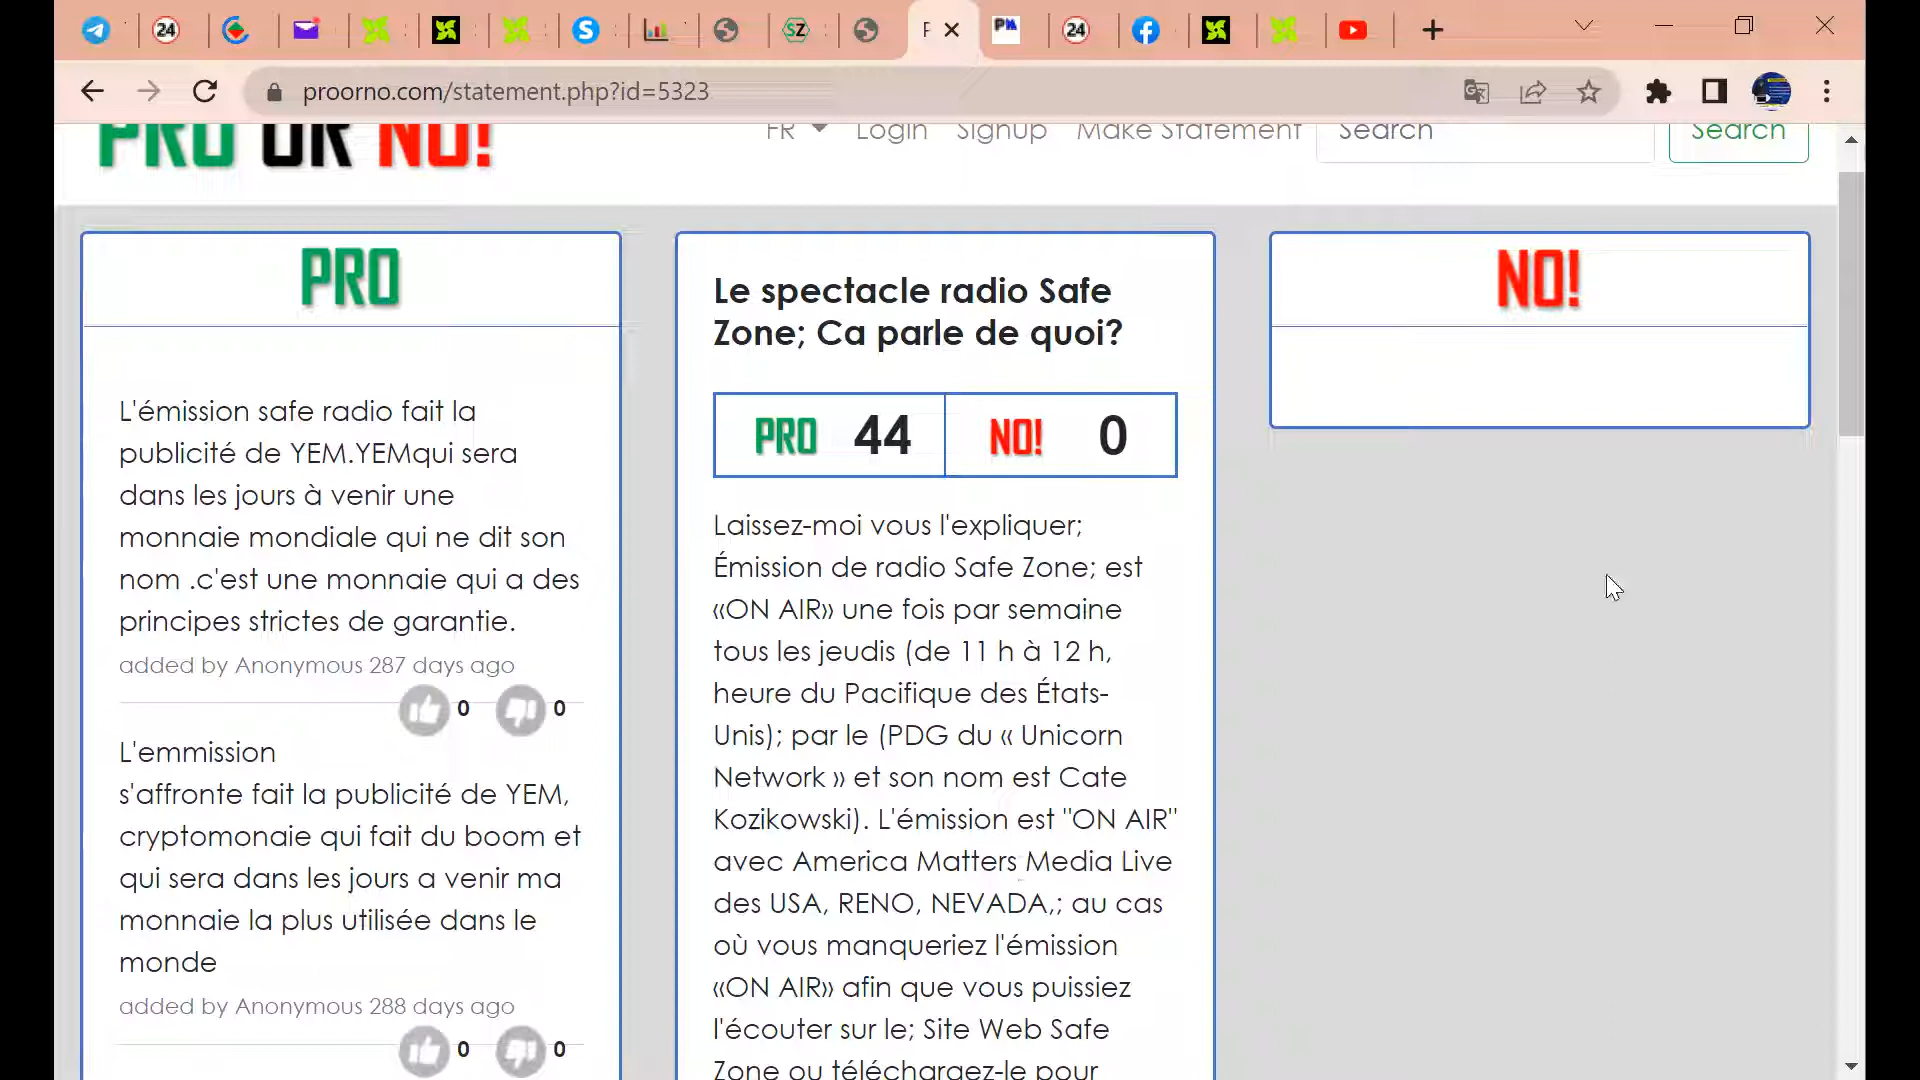 24
SZ
F
PM
24
proorno.com/statement.php?id=5323
PRO OR NO!
FR
Login
Signup
Make Statement
Search
Search
PRO
L'émission safe radio fait la
publicité de YEM.YEMqui sera
dans les jours à venir une
monnaie mondiale qui ne dit son
nom .c'est une monnaie qui a des
principes strictes de garantie.
added by Anonymous 287 days ago
0
0
L'emmission
s'affronte fait la publicité de YEM,
cryptomonaie qui fait du boom et
qui sera dans les jours a venir ma
monnaie la plus utilisée dans le
monde
added by Anonymous 288 days ago
0
0
Le spectacle radio Safe
Zone; Ca parle de quoi?
PRO 44
NO! 0
Laissez-moi vous l'expliquer;
Émission de radio Safe Zone; est
«ON AIR» une fois par semaine
tous les jeudis (de 11 h à 12 h,
heure du Pacifique des États-
Unis); par le (PDG du « Unicorn
Network » et son nom est Cate
Kozikowski). L'émission est "ON AIR"
avec America Matters Media Live
des USA, RENO, NEVADA,; au cas
où vous manqueriez l'émission
«ON AIR» afin que vous puissiez
l'écouter sur le; Site Web Safe
Zone ou téléchargez-le pour
NO!